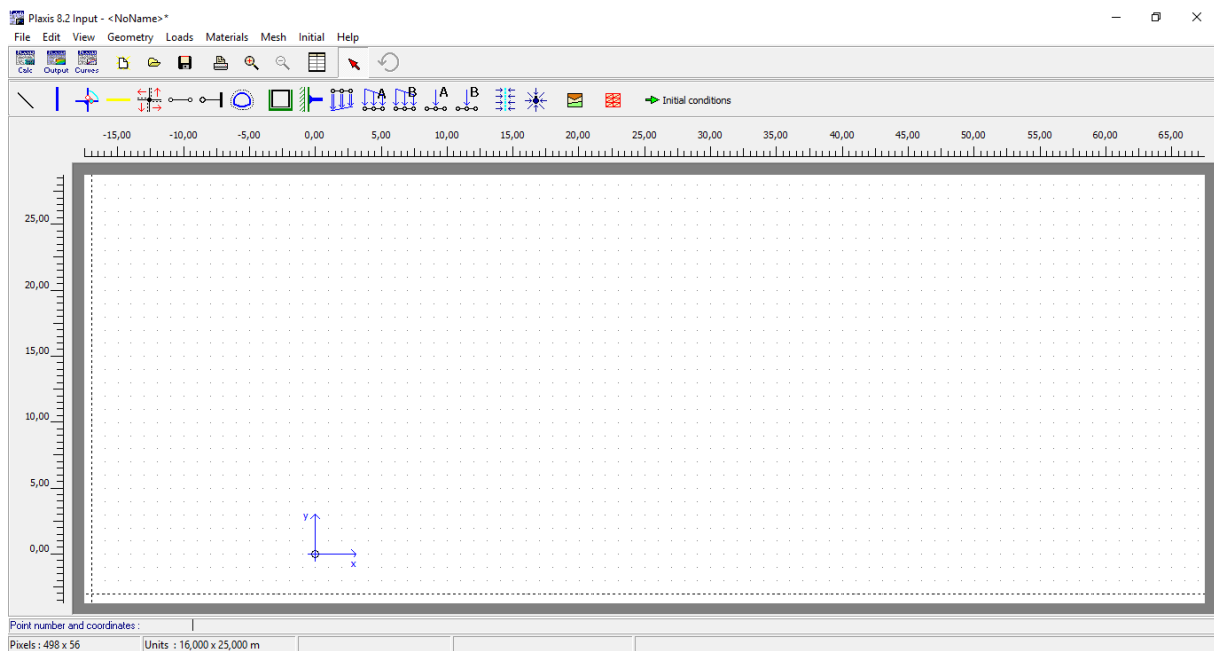 Plaxis 8.2 Input - <NoName>*
File Edit View Geometry Loads Materials Mesh Initial Help
Calc Output Curves
A B A B Initial conditions
-15,00 -10,00 -5,00 0,00 5,00 10,00 15,00 20,00 25,00 30,00 35,00 40,00 45,00 50,00 55,00 60,00 65,00
25,00
20,00
15,00
10,00
5,00
y
0,00
x
Point number and coordinates :
Pixels : 498 x 56 Units : 16,000 x 25,000 m